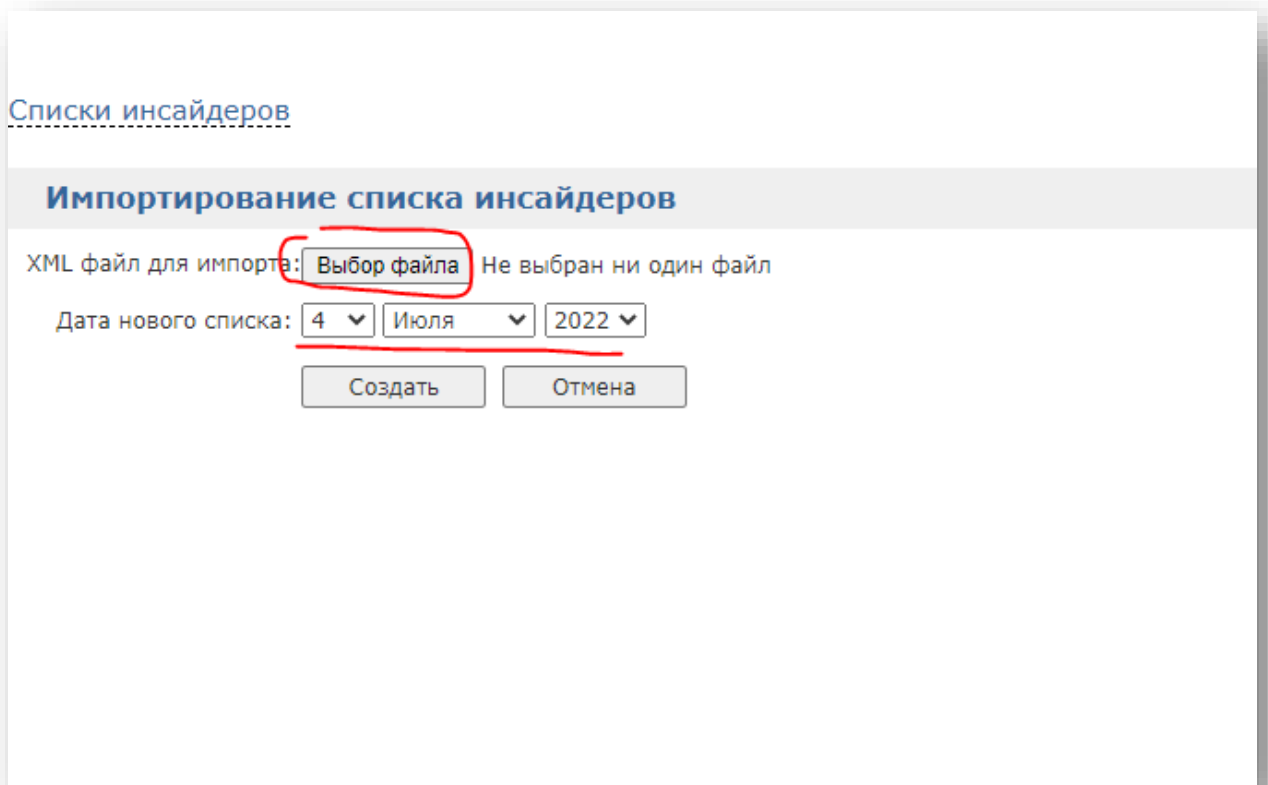 Списки инсайдеров
Импортирование списка инсайдеров
XML файл для импорта: Выбор файла Не выбран ни один файл
Дата нового списка: 4 Июля 2022
Создать Отмена